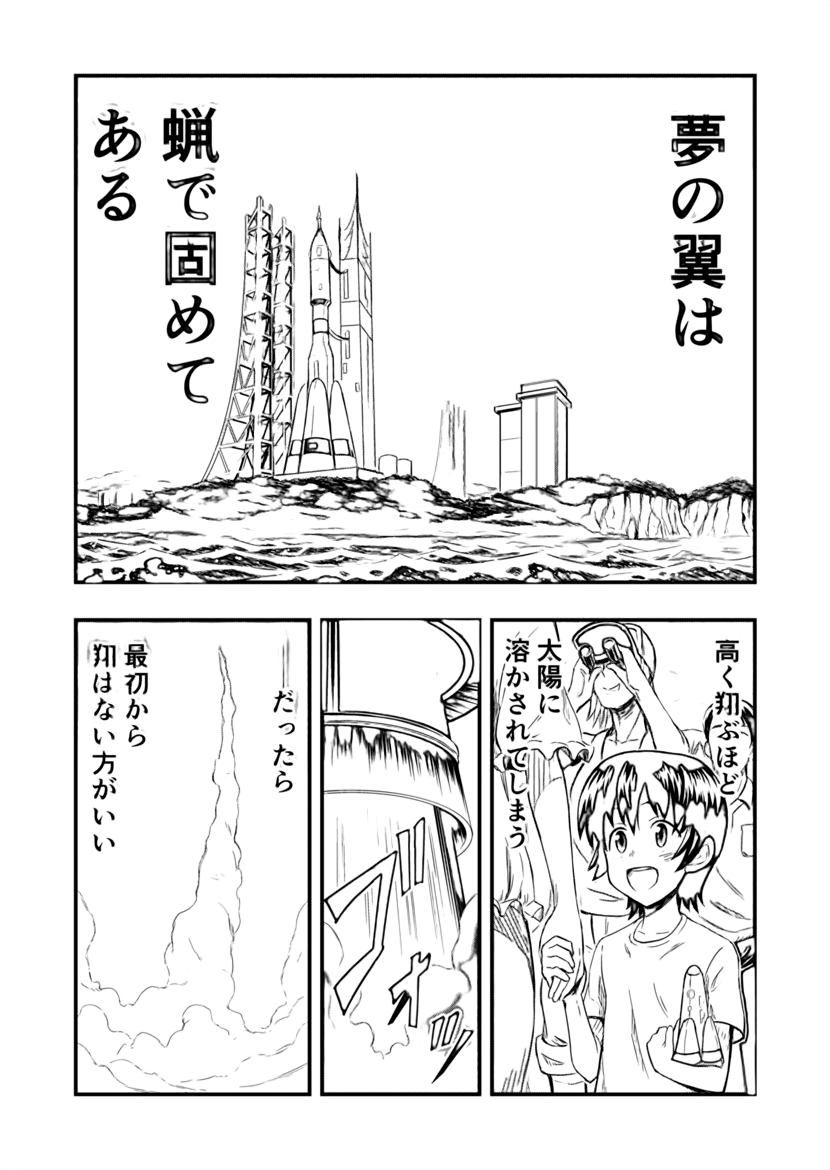 夢の翼は
蝋で固めて
ある
高く翔ぶほど
太陽に
溶かされてしまう
ゴゴ
だったら
最初から
翔はない方がいい